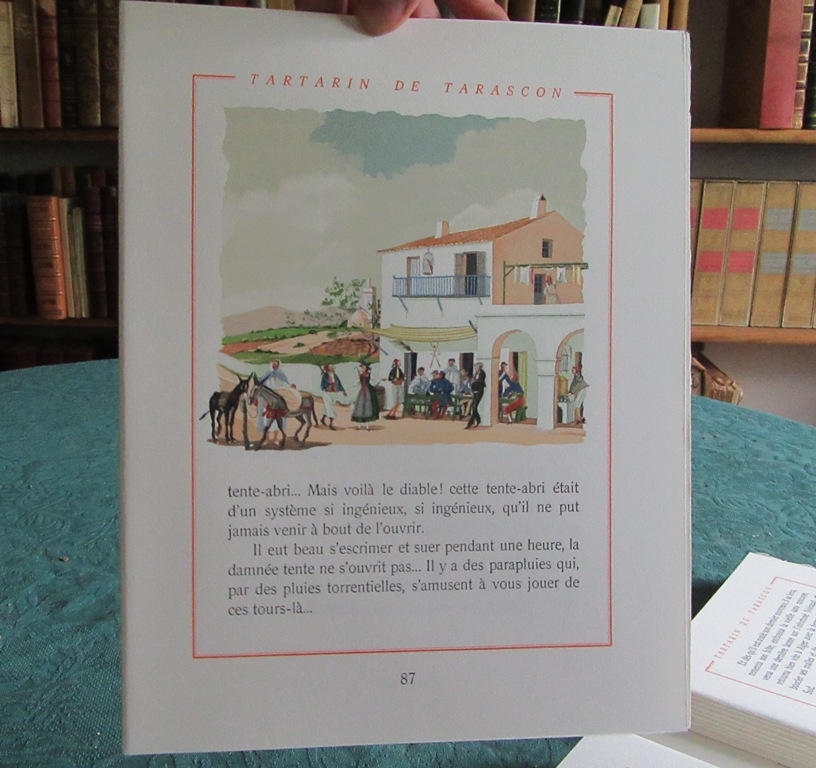 TARTARIN DE TARASCON
tente-abri... Mais voilà le diable! cette tente-abri était
d'un système si ingénieux, si ingénieux, qu'il ne put
jamais venir à bout de l'ouvrir.
Il eut beau s'escrimer et suer pendant une heure, la
damnée tente ne s'ouvrit pas... Il y a des parapluies qui,
par des pluies torrentielles, s'amusent à vous jouer de
ces tours-là...
87
TARTARIN DE TARASCON